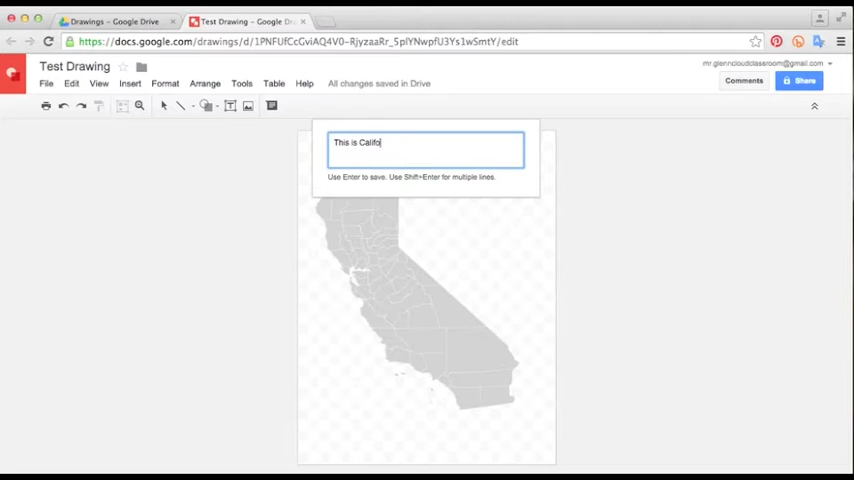 Drawings – Google Drive
Test Drawing – Google Dr
https://docs.google.com/drawings/d/1PNFUfCcGviAQ4V0-RjyzaaRr_5plYNwpfU3Ys1wSmtY/edit
Test Drawing
mr.glenncloudclassroom@gmail.com
File Edit View Insert Format Arrange Tools Table Help All changes saved in Drive
Comments
Share
This is Califo
Use Enter to save. Use Shift+Enter for multiple lines.